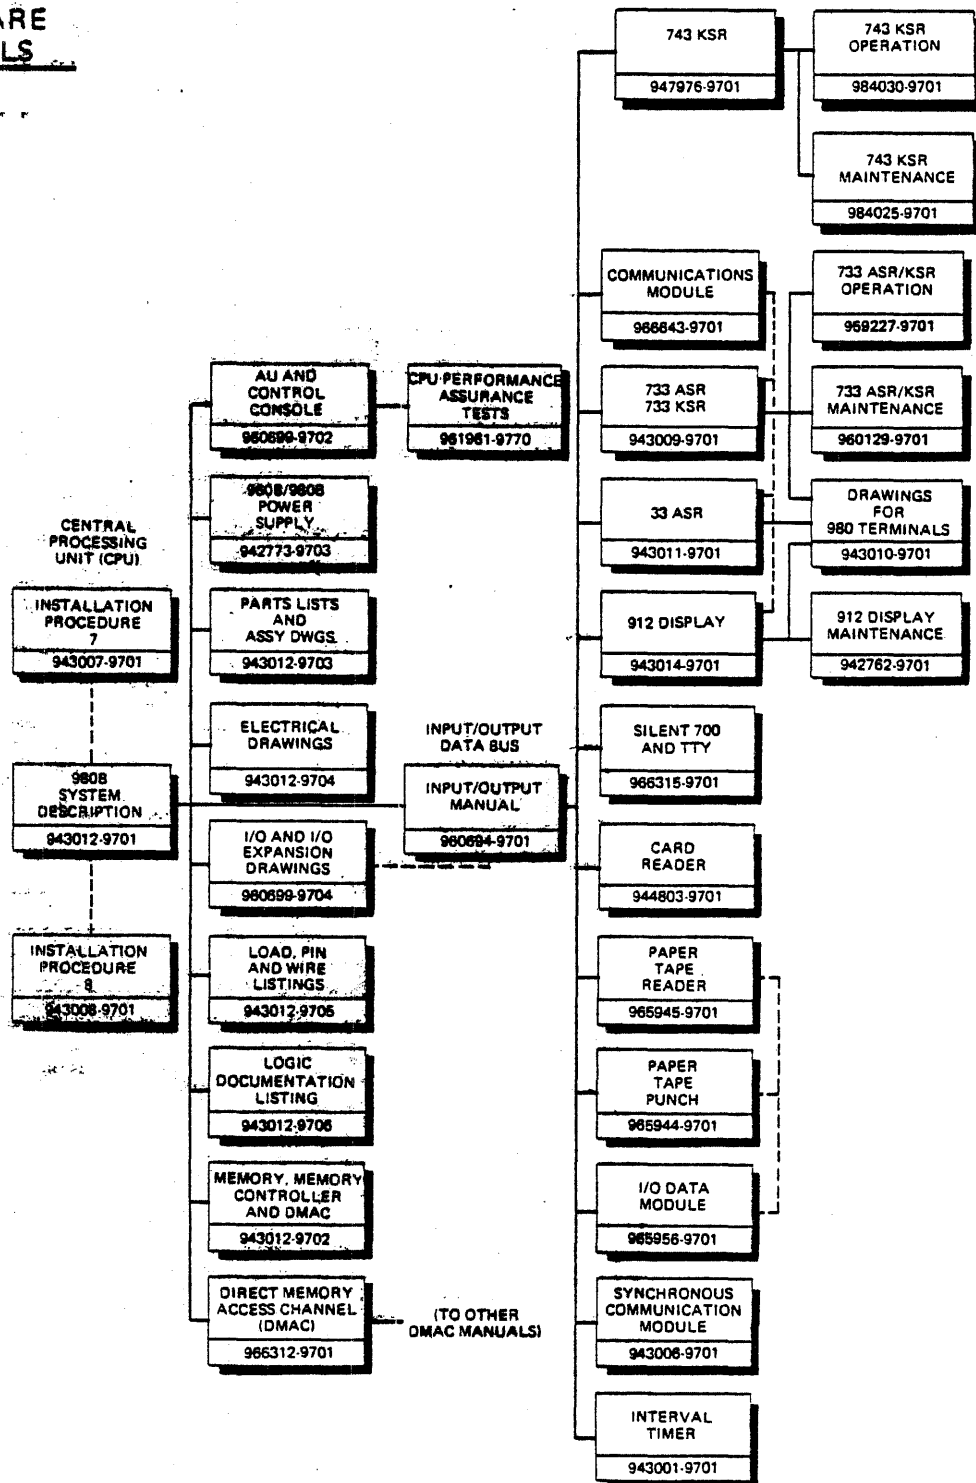 ARE
LS
743 KSR
947976-9701
743 KSR
OPERATION
984030-9701
743 KSR
MAINTENANCE
984025-9701
COMMUNICATIONS
MODULE
966643-9701
733 ASR/KSR
OPERATION
959227-9701
AU AND
CONTROL
CONSOLE
960699-9702
CPU PERFORMANCE
ASSURANCE
TESTS
961961-9770
733 ASR
733 KSR
943009-9701
733 ASR/KSR
MAINTENANCE
960129-9701
POWER
SUPPLY
942773-9703
33 ASR
943011-9701
DRAWINGS
FOR
980 TERMINALS
943010-9701
CENTRAL
PROCESSING
UNIT (CPU)
INSTALLATION
PROCEDURE
7
943007-9701
PARTS LISTS
AND
ASSY DWGS.
943012-9703
912 DISPLAY
943014-9701
912 DISPLAY
MAINTENANCE
942762-9701
ELECTRICAL
DRAWINGS
943012-9704
INPUT/OUTPUT
DATA BUS
SILENT 700
AND TTY
966315-9701
980B
SYSTEM
DESCRIPTION
943012-9701
INPUT/OUTPUT
MANUAL
960694-9701
I/O AND I/O
EXPANSION
DRAWINGS
960699-9704
CARD
READER
944803-9701
INSTALLATION
PROCEDURE
8
943008-9701
LOAD, PIN
AND WIRE
LISTINGS
943012-9705
PAPER
TAPE
READER
965945-9701
LOGIC
DOCUMENTATION
LISTING
943012-9706
PAPER
TAPE
PUNCH
965944-9701
MEMORY, MEMORY
CONTROLLER
AND DMAC
943012-9702
I/O DATA
MODULE
965956-9701
DIRECT MEMORY
ACCESS CHANNEL
(DMAC)
966312-9701
(TO OTHER
DMAC MANUALS)
SYNCHRONOUS
COMMUNICATION
MODULE
943006-9701
INTERVAL
TIMER
943001-9701